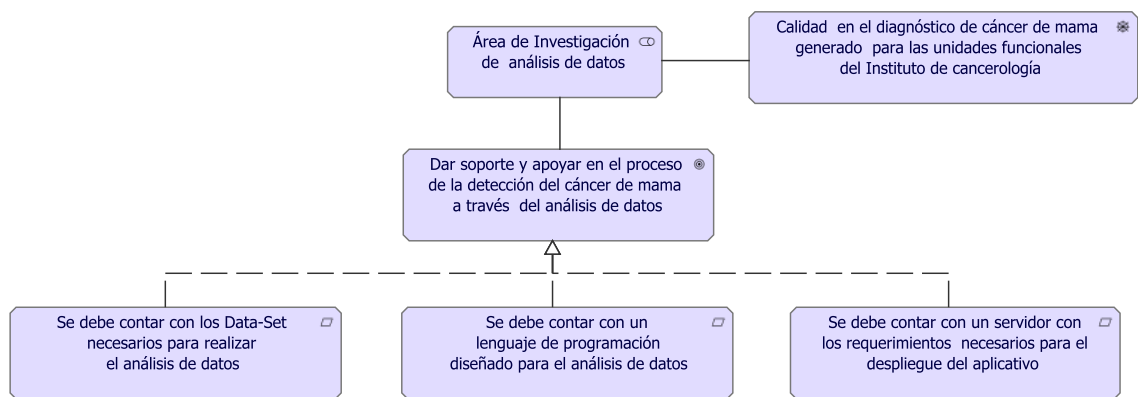 Área de Investigación
de análisis de datos
Calidad en el diagnóstico de cáncer de mama
generado para las unidades funcionales
del Instituto de cancerología
Dar soporte y apoyar en el proceso
de la detección del cáncer de mama
a través del análisis de datos
Se debe contar con los Data-Set
necesarios para realizar
el análisis de datos
Se debe contar con un
lenguaje de programación
diseñado para el análisis de datos
Se debe contar con un servidor con
los requerimientos necesarios para el
despliegue del aplicativo